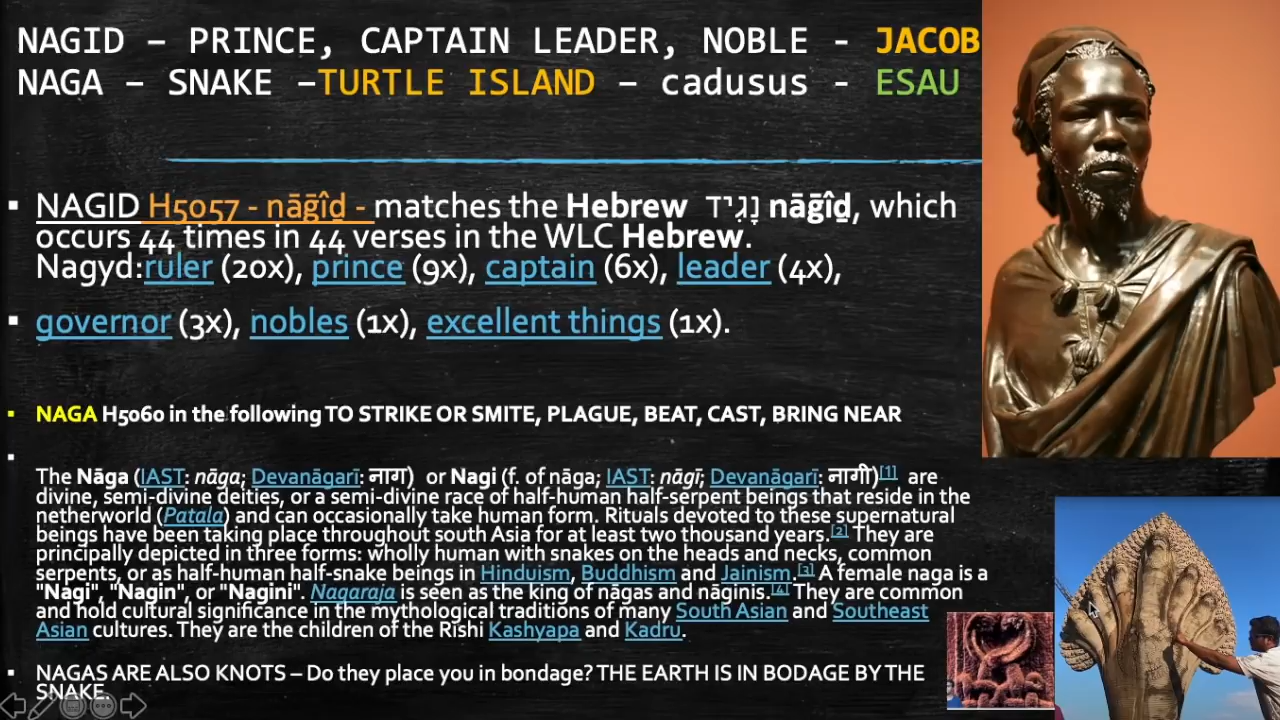 NAGID – PRINCE, CAPTAIN LEADER, NOBLE - JACOB
NAGA – SNAKE –TURTLE ISLAND – cadusus - ESAU
▪ NAGID H5057 - nāḡîḏ - matches the Hebrew נָגִיד nāḡîḏ, which
occurs 44 times in 44 verses in the WLC Hebrew.
Nagyd:ruler (20x), prince (9x), captain (6x), leader (4x),
▪ governor (3x), nobles (1x), excellent things (1x).
▪ NAGA H5060 in the following TO STRIKE OR SMITE, PLAGUE, BEAT, CAST, BRING NEAR
▪
The Nāga (IAST: nāga; Devanāgarī: नाग) or Nagi (f. of nāga; IAST: nāgī; Devanāgarī: नागी)[1] are
divine, semi-divine deities, or a semi-divine race of half-human half-serpent beings that reside in the
netherworld (Patala) and can occasionally take human form. Rituals devoted to these supernatural
beings have been taking place throughout south Asia for at least two thousand years.[2] They are
principally depicted in three forms: wholly human with snakes on the heads and necks, common
serpents, or as half-human half-snake beings in Hinduism, Buddhism and Jainism.[3] A female naga is a
"Nagi", "Nagin", or "Nagini". Nagaraja is seen as the king of nāgas and nāginis.[4] They are common
and hold cultural significance in the mythological traditions of many South Asian and Southeast
Asian cultures. They are the children of the Rishi Kashyapa and Kadru.
▪ NAGAS ARE ALSO KNOTS – Do they place you in bondage? THE EARTH IS IN BODAGE BY THE
SNAKE.